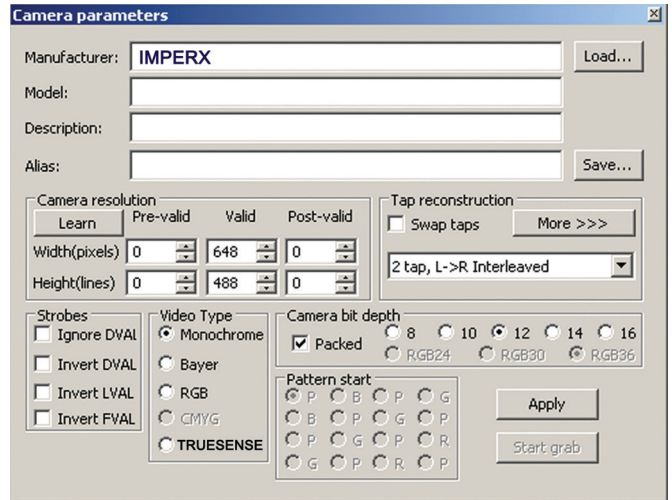 Camera parameters
Manufacturer: IMPERX Load...
Model:
Description:
Alias: Save...
Camera resolution
Learn Pre-valid Valid Post-valid
Width(pixels) 0 648 0
Height(lines) 0 488 0
Tap reconstruction
Swap taps More >>>
2 tap, L->R Interleaved
Strobes
Ignore DVAL
Invert DVAL
Invert LVAL
Invert FVAL
Video Type
Monochrome
Bayer
RGB
CMYG
TRUESENSE
Camera bit depth
Packed 8 10 12 14 16
RGB24 RGB30 RGB36
Pattern start
P B P G
B P G P
P G P R
G P R P
Apply
Start grab